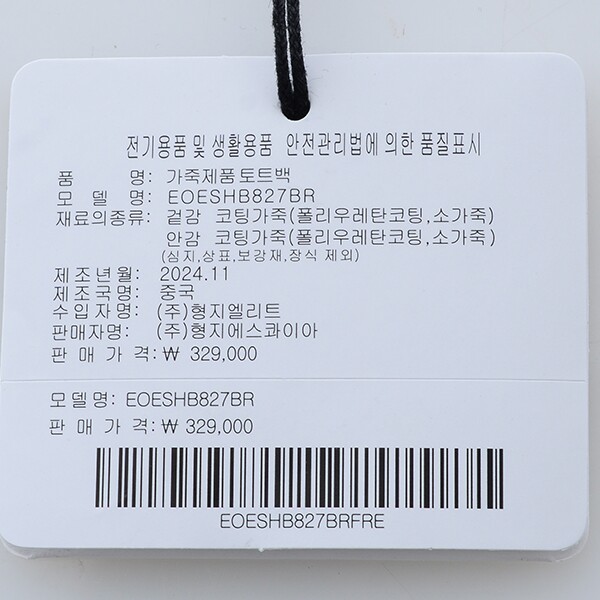 전기용품 및 생활용품 안전관리법에 의한 품질표시
품 명: 가죽제품토트백
모 델 명: EOESHB827BR
재료의종류: 겉감 코팅가죽(폴리우레탄코팅,소가죽)
안감 코팅가죽(폴리우레탄코팅,소가죽)
(심지,상표,보강재,장식 제외)
제조년월: 2024.11
제조국명: 중국
수입자명: (주)형지엘리트
판매자명: (주)형지에스콰이아
판 매 가 격: ₩ 329,000
모델명: EOESHB827BR
판 매 가 격: ₩ 329,000
EOESHB827BRFRE